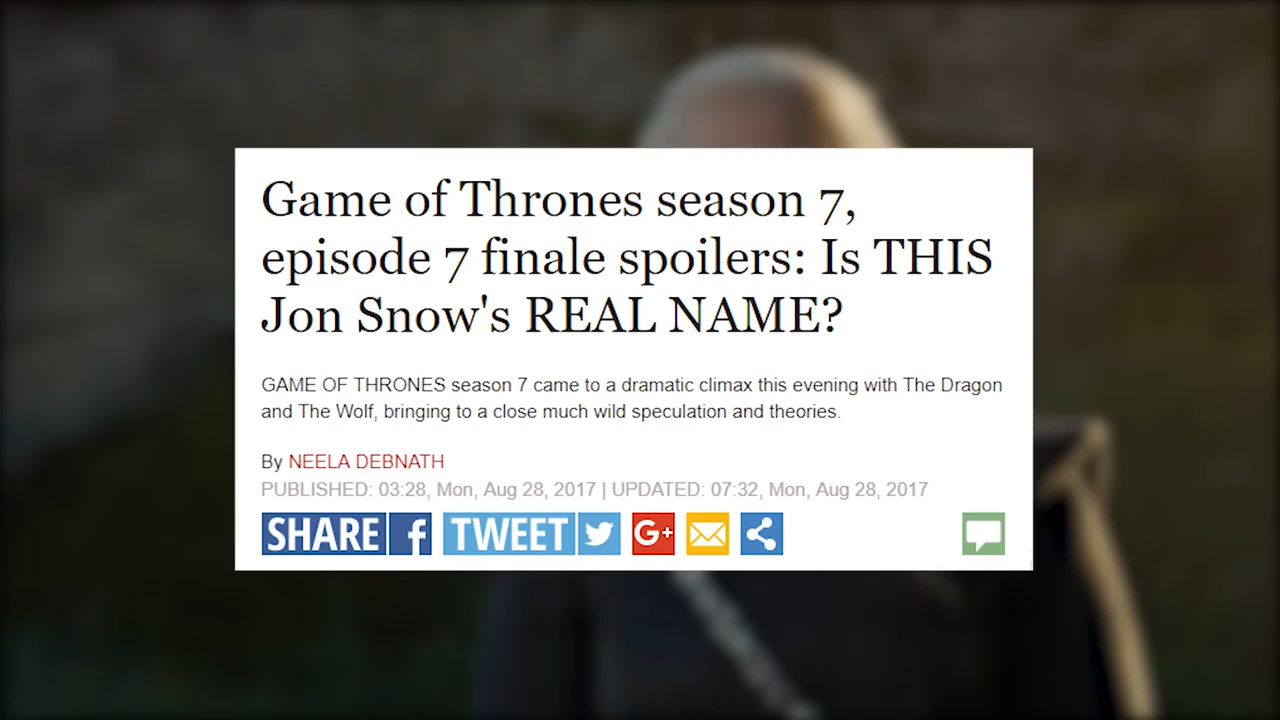 Game of Thrones season 7,
episode 7 finale spoilers: Is THIS
Jon Snow's REAL NAME?
GAME OF THRONES season 7 came to a dramatic climax this evening with The Dragon
and The Wolf, bringing to a close much wild speculation and theories.
By NEELA DEBNATH
PUBLISHED: 03:28, Mon, Aug 28, 2017 | UPDATED: 07:32, Mon, Aug 28, 2017
SHARE f TWEET G+